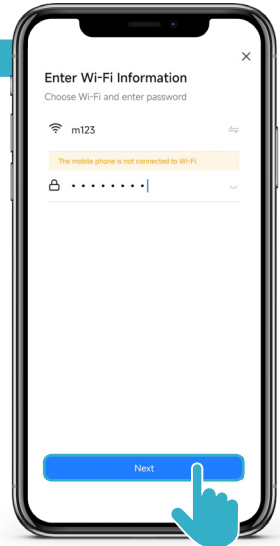 Enter Wi-Fi Information
Choose Wi-Fi and enter password
m123
The mobile phone is not connected to Wi-Fi.
Next